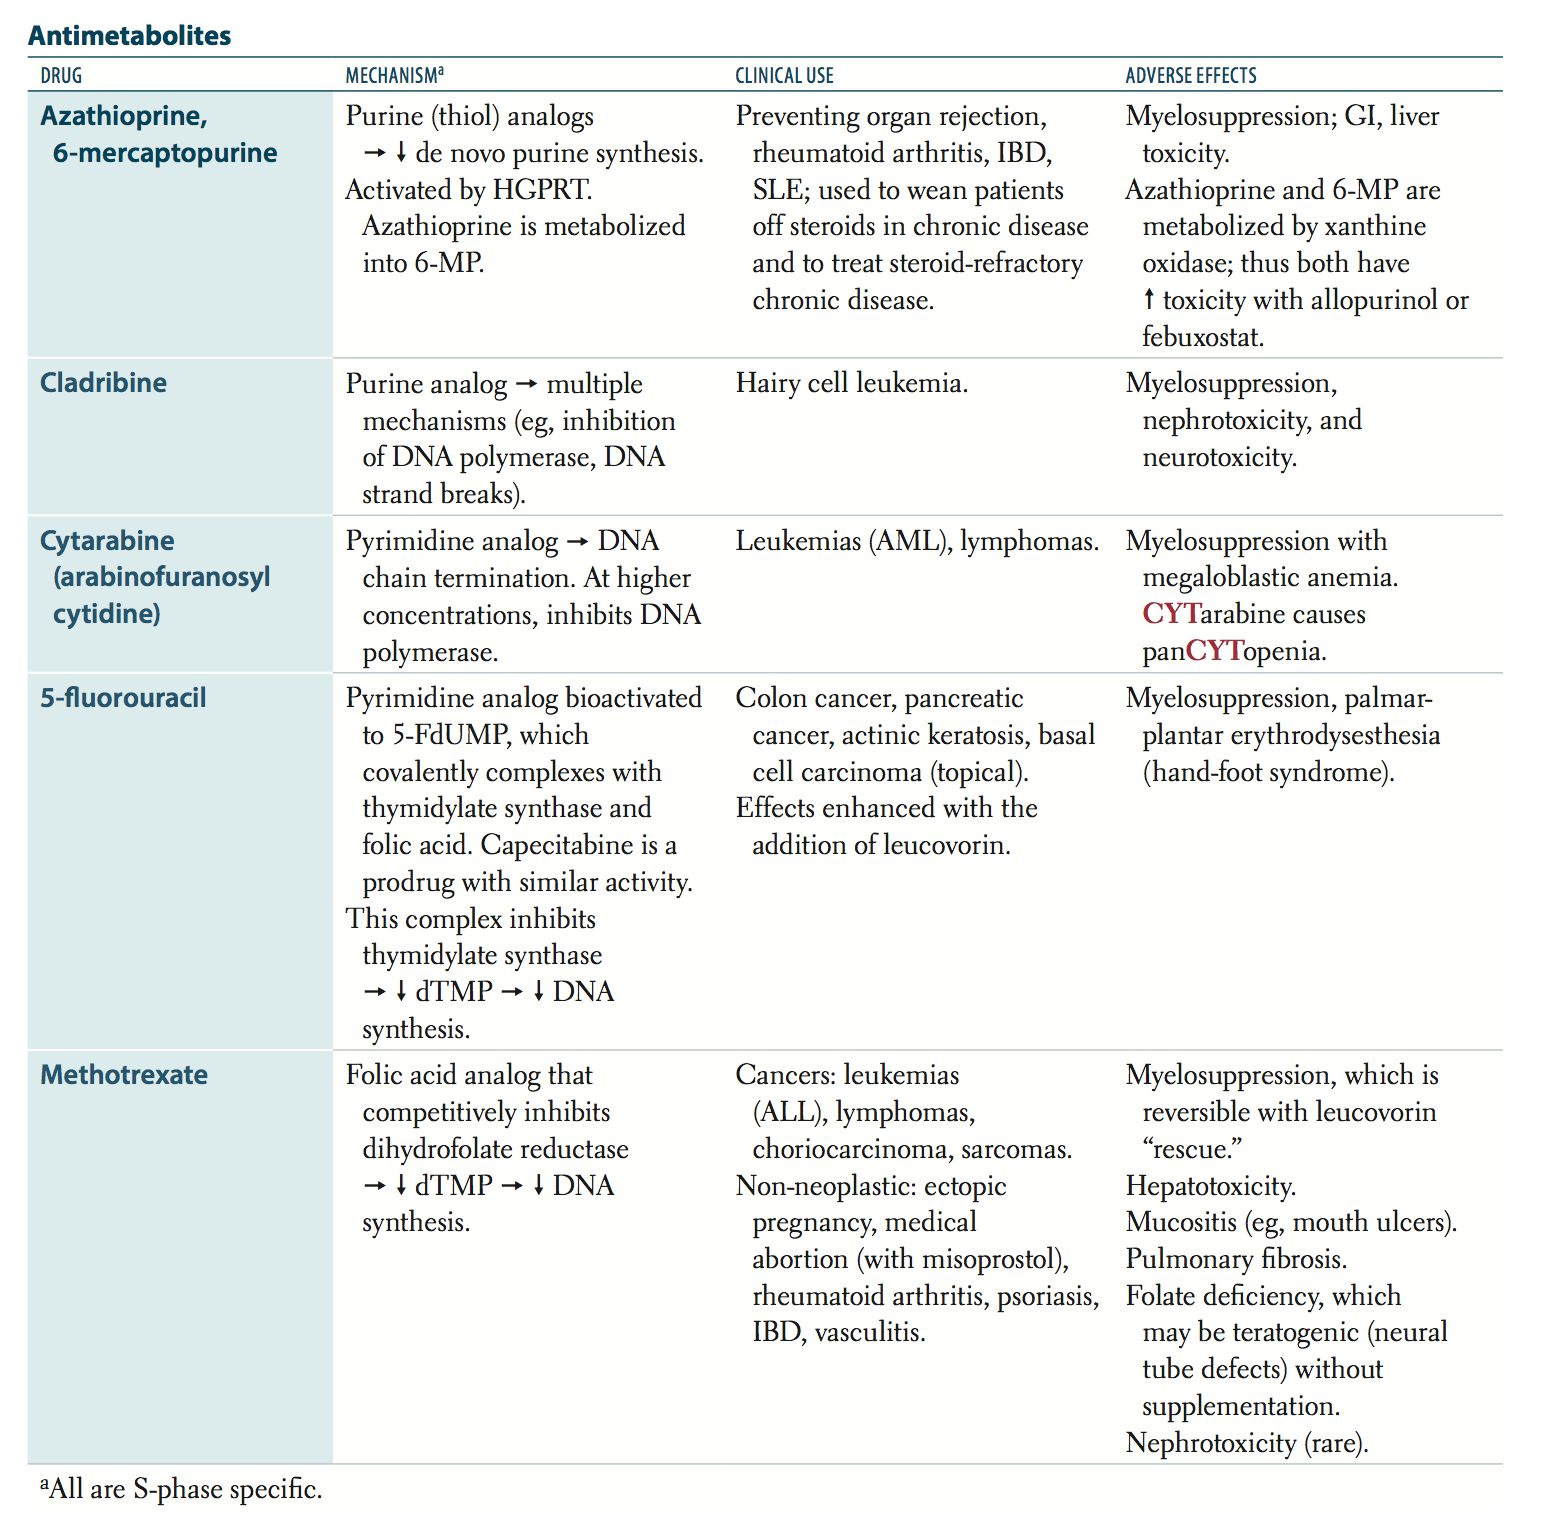 Antimetabolites
DRUG
MECHANISMᵃ
CLINICAL USE
ADVERSE EFFECTS
Azathioprine,
6-mercaptopurine
Purine (thiol) analogs
→ ↓ de novo purine synthesis.
Activated by HGPRT.
Azathioprine is metabolized
into 6-MP.
Preventing organ rejection,
rheumatoid arthritis, IBD,
SLE; used to wean patients
off steroids in chronic disease
and to treat steroid-refractory
chronic disease.
Myelosuppression; GI, liver
toxicity.
Azathioprine and 6-MP are
metabolized by xanthine
oxidase; thus both have
↑ toxicity with allopurinol or
febuxostat.
Cladribine
Purine analog → multiple
mechanisms (eg, inhibition
of DNA polymerase, DNA
strand breaks).
Hairy cell leukemia.
Myelosuppression,
nephrotoxicity, and
neurotoxicity.
Cytarabine
(arabinofuranosyl
cytidine)
Pyrimidine analog → DNA
chain termination. At higher
concentrations, inhibits DNA
polymerase.
Leukemias (AML), lymphomas.
Myelosuppression with
megaloblastic anemia.
CYTarabine causes
panCYTopenia.
5-fluorouracil
Pyrimidine analog bioactivated
to 5-FdUMP, which
covalently complexes with
thymidylate synthase and
folic acid. Capecitabine is a
prodrug with similar activity.
This complex inhibits
thymidylate synthase
→ ↓ dTMP → ↓ DNA
synthesis.
Colon cancer, pancreatic
cancer, actinic keratosis, basal
cell carcinoma (topical).
Effects enhanced with the
addition of leucovorin.
Myelosuppression, palmar-
plantar erythrodysesthesia
(hand-foot syndrome).
Methotrexate
Folic acid analog that
competitively inhibits
dihydrofolate reductase
→ ↓ dTMP → ↓ DNA
synthesis.
Cancers: leukemias
(ALL), lymphomas,
choriocarcinoma, sarcomas.
Non-neoplastic: ectopic
pregnancy, medical
abortion (with misoprostol),
rheumatoid arthritis, psoriasis,
IBD, vasculitis.
Myelosuppression, which is
reversible with leucovorin
“rescue.”
Hepatotoxicity.
Mucositis (eg, mouth ulcers).
Pulmonary fibrosis.
Folate deficiency, which
may be teratogenic (neural
tube defects) without
supplementation.
Nephrotoxicity (rare).
ᵃAll are S-phase specific.